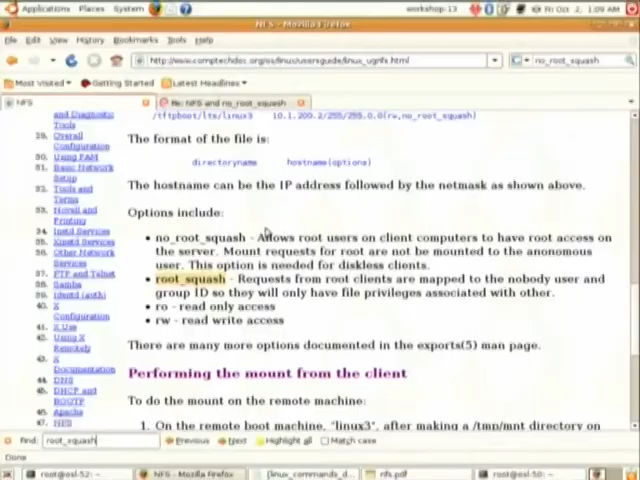 Applications Places System workshop-13 Fri Oct 2, 1:09 AM
NFS - Mozilla Firefox
File Edit View History Bookmarks Tools Help
http://www.comptechdoc.org/os/linux/usersguide/linux_ugnfs.html no_root_squash
Most Visited Getting Started Latest Headlines
NFS Re: NFS and no_root_squash
and Diagnostic
Tools
29. Overall
Configuration
30. Using PAM
31. Basic Network
Setup
32. Tools and
Terms
33. Novell and
Printing
34. Inetd Services
35. Xinetd Services
36. Other Network
Services
37. FTP and Telnet
38. Samba
39. Identd (auth)
40. X
Configuration
41. X Use
42. Using X
Remotely
43. X
Documentation
44. DNS
45. DHCP and
BOOTP
46. Apache
47. NFS
/tftpboot/lts/linux3 10.1.200.2/255/255.0.0(rw,no_root_squash)
The format of the file is:
directoryname hostname(options)
The hostname can be the IP address followed by the netmask as shown above.
Options include:
no_root_squash - Allows root users on client computers to have root access on
the server. Mount requests for root are not be mounted to the anonomous
user. This option is needed for diskless clients.
root_squash - Requests from root clients are mapped to the nobody user and
group ID so they will only have file privileges associated with other.
ro - read only access
rw - read write access
There are many more options documented in the exports(5) man page.
Performing the mount from the client
To do the mount on the remote machine:
1. On the remote boot machine, "linux3", after making a /tmp/mnt directory on
Find: root_squash Previous Next Highlight all Match case
Done
root@osl-52: ~ NFS - Mozilla Firefox [linux_commands_d... nfs.pdf root@osl-50: ~